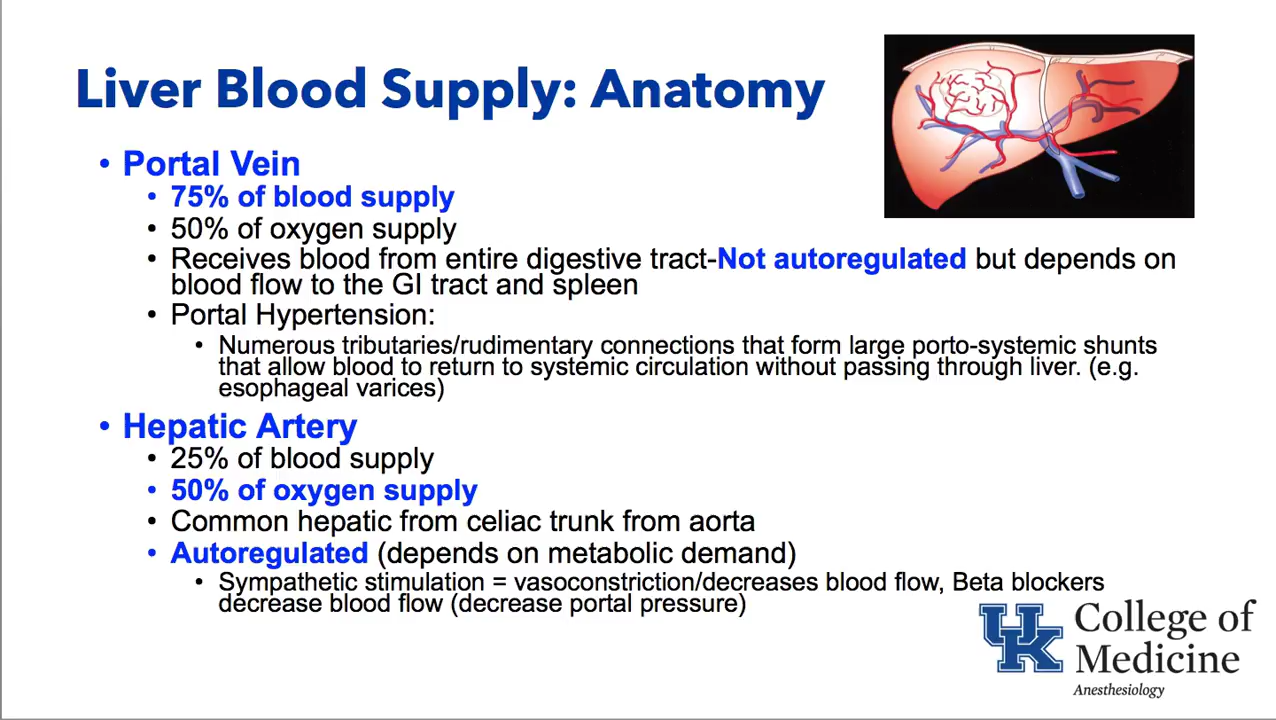 Liver Blood Supply: Anatomy
• Portal Vein
• 75% of blood supply
• 50% of oxygen supply
• Receives blood from entire digestive tract-Not autoregulated but depends on
blood flow to the GI tract and spleen
• Portal Hypertension:
• Numerous tributaries/rudimentary connections that form large porto-systemic shunts
that allow blood to return to systemic circulation without passing through liver. (e.g.
esophageal varices)
• Hepatic Artery
• 25% of blood supply
• 50% of oxygen supply
• Common hepatic from celiac trunk from aorta
• Autoregulated (depends on metabolic demand)
• Sympathetic stimulation = vasoconstriction/decreases blood flow, Beta blockers
decrease blood flow (decrease portal pressure)
UK
College of
Medicine
Anesthesiology